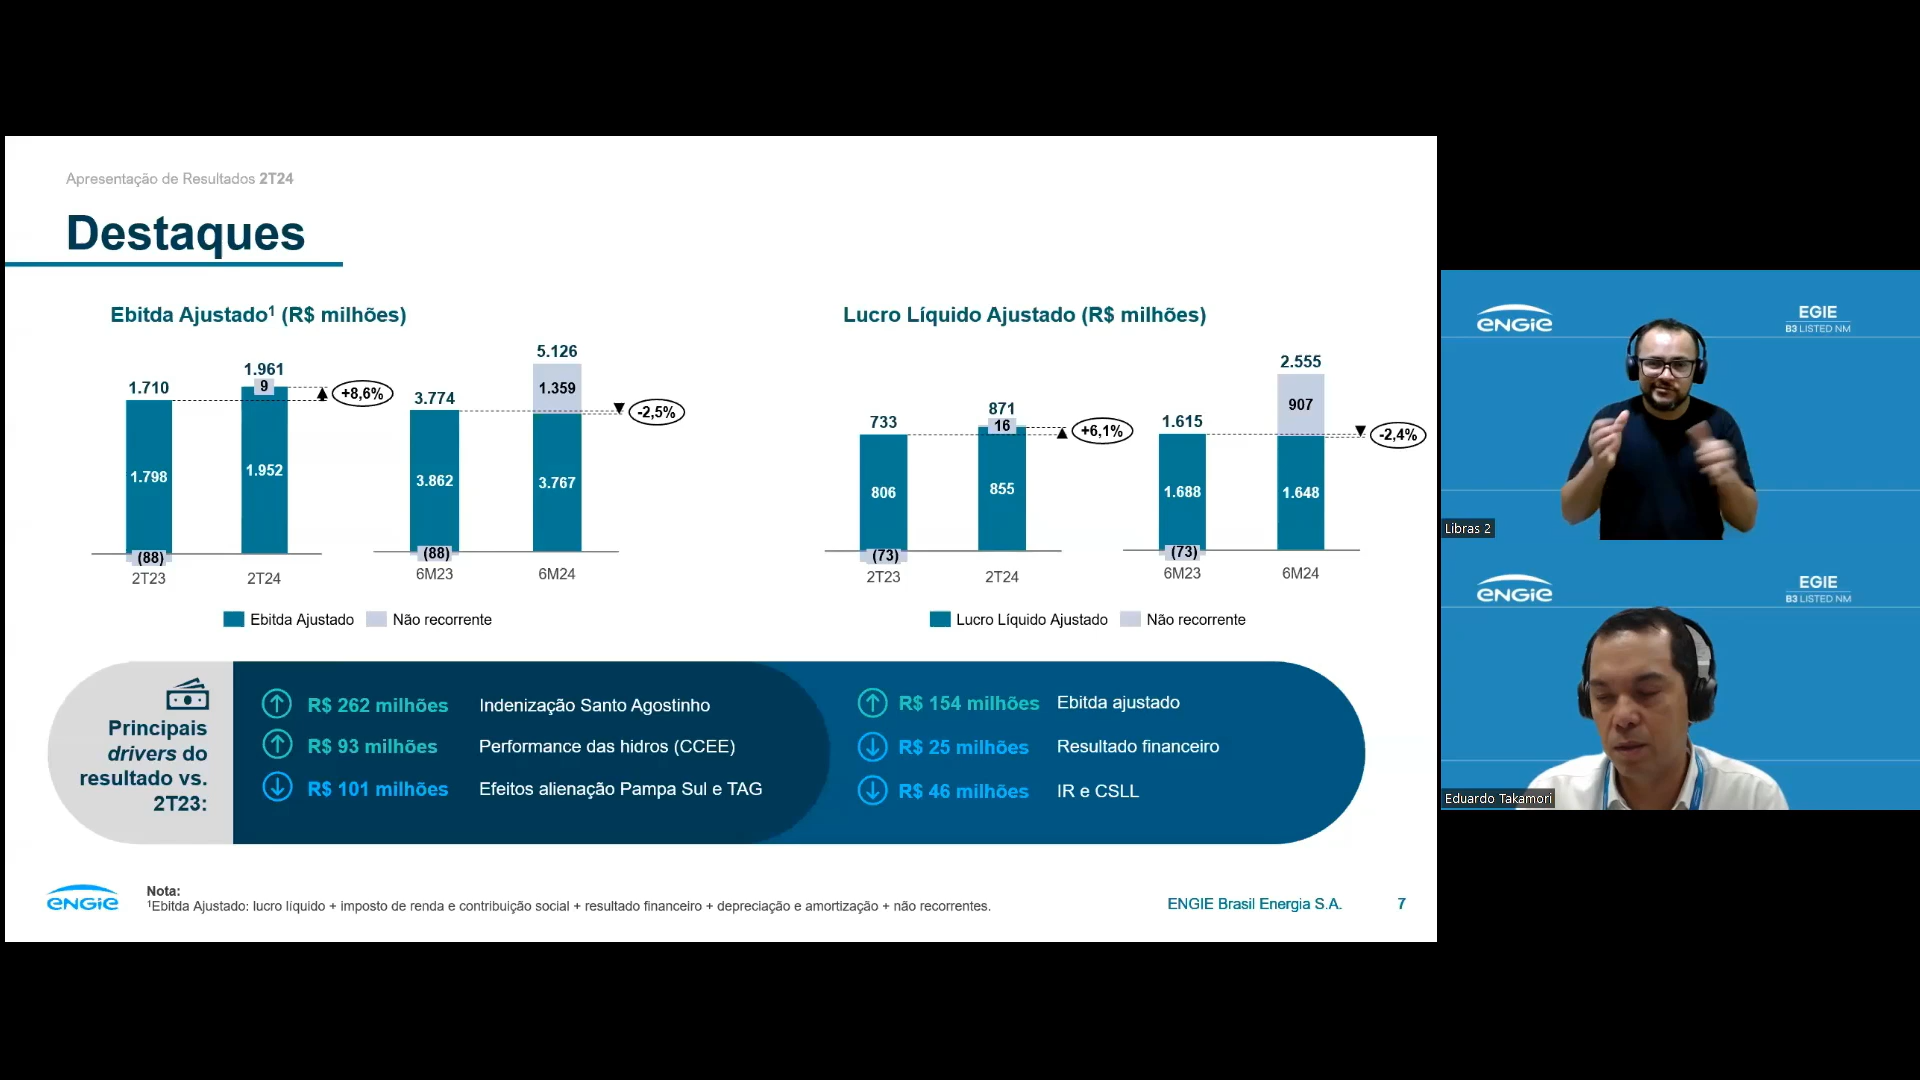 Apresentação de Resultados 2T24
Destaques
Ebitda Ajustado¹ (R$ milhões)
1.710
1.798
(88)
2T23
1.961
9
1.952
2T24
+8,6%
3.774
3.862
(88)
6M23
5.126
1.359
3.767
6M24
-2,5%
Ebitda Ajustado
Não recorrente
Lucro Líquido Ajustado (R$ milhões)
733
806
(73)
2T23
871
16
855
2T24
+6,1%
1.615
1.688
(73)
6M23
2.555
907
1.648
6M24
-2,4%
Lucro Líquido Ajustado
Não recorrente
Principais
drivers do
resultado vs.
2T23:
R$ 262 milhões Indenização Santo Agostinho
R$ 93 milhões Performance das hidros (CCEE)
R$ 101 milhões Efeitos alienação Pampa Sul e TAG
R$ 154 milhões Ebitda ajustado
R$ 25 milhões Resultado financeiro
R$ 46 milhões IR e CSLL
ENGIE
Nota:
¹Ebitda Ajustado: lucro líquido + imposto de renda e contribuição social + resultado financeiro + depreciação e amortização + não recorrentes.
ENGIE Brasil Energia S.A. 7
ENGIE
EGIE
B3 LISTED NM
Libras 2
ENGIE
EGIE
B3 LISTED NM
Eduardo Takamori